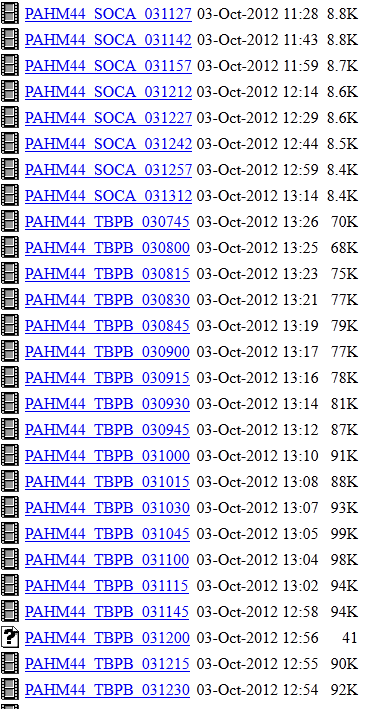 PAHM44_SOCA_031127 03-Oct-2012 11:28 8.8K
PAHM44_SOCA_031142 03-Oct-2012 11:43 8.8K
PAHM44_SOCA_031157 03-Oct-2012 11:59 8.7K
PAHM44_SOCA_031212 03-Oct-2012 12:14 8.6K
PAHM44_SOCA_031227 03-Oct-2012 12:29 8.6K
PAHM44_SOCA_031242 03-Oct-2012 12:44 8.5K
PAHM44_SOCA_031257 03-Oct-2012 12:59 8.4K
PAHM44_SOCA_031312 03-Oct-2012 13:14 8.4K
PAHM44_TBPB_030745 03-Oct-2012 13:26 70K
PAHM44_TBPB_030800 03-Oct-2012 13:25 68K
PAHM44_TBPB_030815 03-Oct-2012 13:23 75K
PAHM44_TBPB_030830 03-Oct-2012 13:21 77K
PAHM44_TBPB_030845 03-Oct-2012 13:19 79K
PAHM44_TBPB_030900 03-Oct-2012 13:17 77K
PAHM44_TBPB_030915 03-Oct-2012 13:16 78K
PAHM44_TBPB_030930 03-Oct-2012 13:14 81K
PAHM44_TBPB_030945 03-Oct-2012 13:12 87K
PAHM44_TBPB_031000 03-Oct-2012 13:10 91K
PAHM44_TBPB_031015 03-Oct-2012 13:08 88K
PAHM44_TBPB_031030 03-Oct-2012 13:07 93K
PAHM44_TBPB_031045 03-Oct-2012 13:05 99K
PAHM44_TBPB_031100 03-Oct-2012 13:04 98K
PAHM44_TBPB_031115 03-Oct-2012 13:02 94K
PAHM44_TBPB_031145 03-Oct-2012 12:58 94K
? PAHM44_TBPB_031200 03-Oct-2012 12:56 41
PAHM44_TBPB_031215 03-Oct-2012 12:55 90K
PAHM44_TBPB_031230 03-Oct-2012 12:54 92K